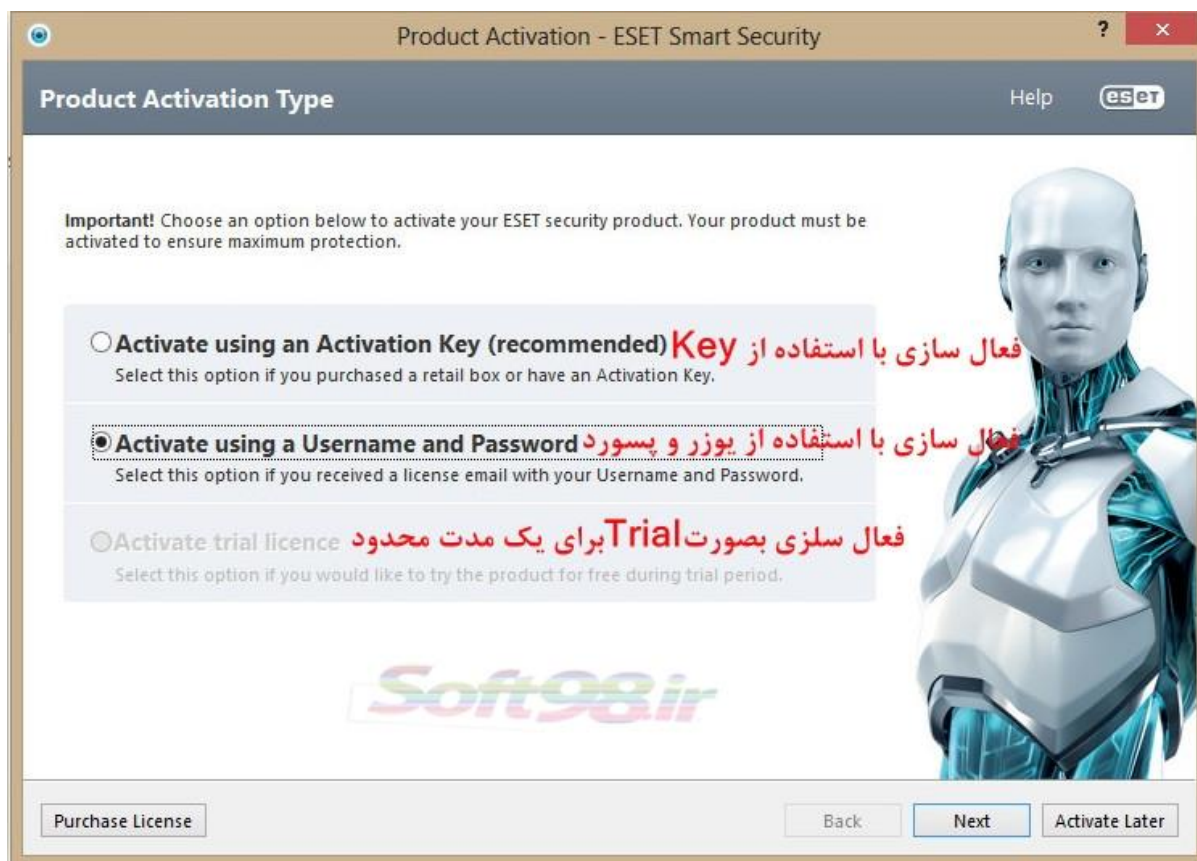 Product Activation - ESET Smart Security
?
Product Activation Type
Help
eset
Important! Choose an option below to activate your ESET security product. Your product must be
activated to ensure maximum protection.
Activate using an Activation Key (recommended) فعال سازی با استفاده از Key
Select this option if you purchased a retail box or have an Activation Key.
Activate using a Username and Password فعال سازی با استفاده از یوزر و پسورد
Select this option if you received a license email with your Username and Password.
Activate trial licence فعال سلزی بصورت Trial برای یک مدت محدود
Select this option if you would like to try the product for free during trial period.
Soft98.ir
Purchase License
Back
Next
Activate Later